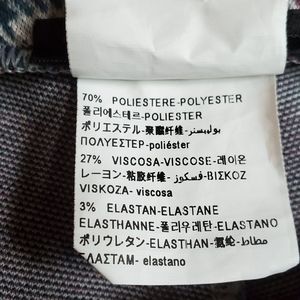 70% POLIESTERE-POLYESTER
폴리에스테르-POLIESTER
ポリエステル-聚酯纤维- بوليستر
ΠΟΛΥΕΣΤΕΡ-poliéster
27% VISCOSA-VISCOSE-레이온
レーヨン-粘胶纤维- فسكوز-ΒΙΣΚΟΖ
VISKOZA- viscosa
3% ELASTAN-ELASTANE
ELASTHANNE-폴리우레탄-ELASTANO
ポリウレタン-ELASTHAN-氨纶- مطاط-
ΕΛΑΣΤΑΜ- elastano